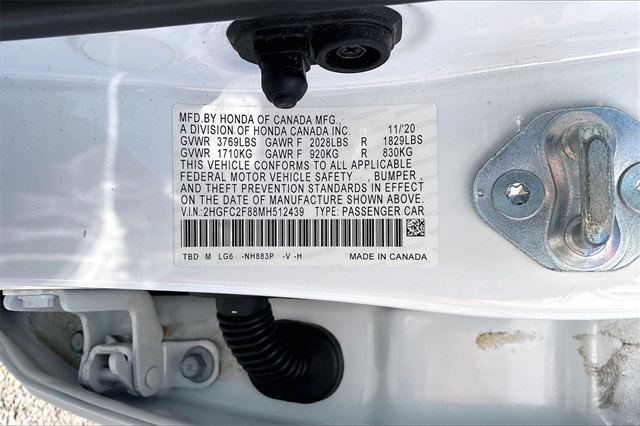 MFD.BY HONDA OF CANADA MFG.,
A DIVISION OF HONDA CANADA INC. 11/'20
GVWR 3769LBS GAWR F 2028LBS R 1829LBS
GVWR 1710KG GAWR F 920KG R 830KG
THIS VEHICLE CONFORMS TO ALL APPLICABLE
FEDERAL MOTOR VEHICLE SAFETY , BUMPER ,
AND THEFT PREVENTION STANDARDS IN EFFECT
ON THE DATE OF MANUFACTURE SHOWN ABOVE.
V.I.N.:2HGFC2F88MH512439 TYPE: PASSENGER CAR
TBD M LG6 -NH883P -V -H MADE IN CANADA